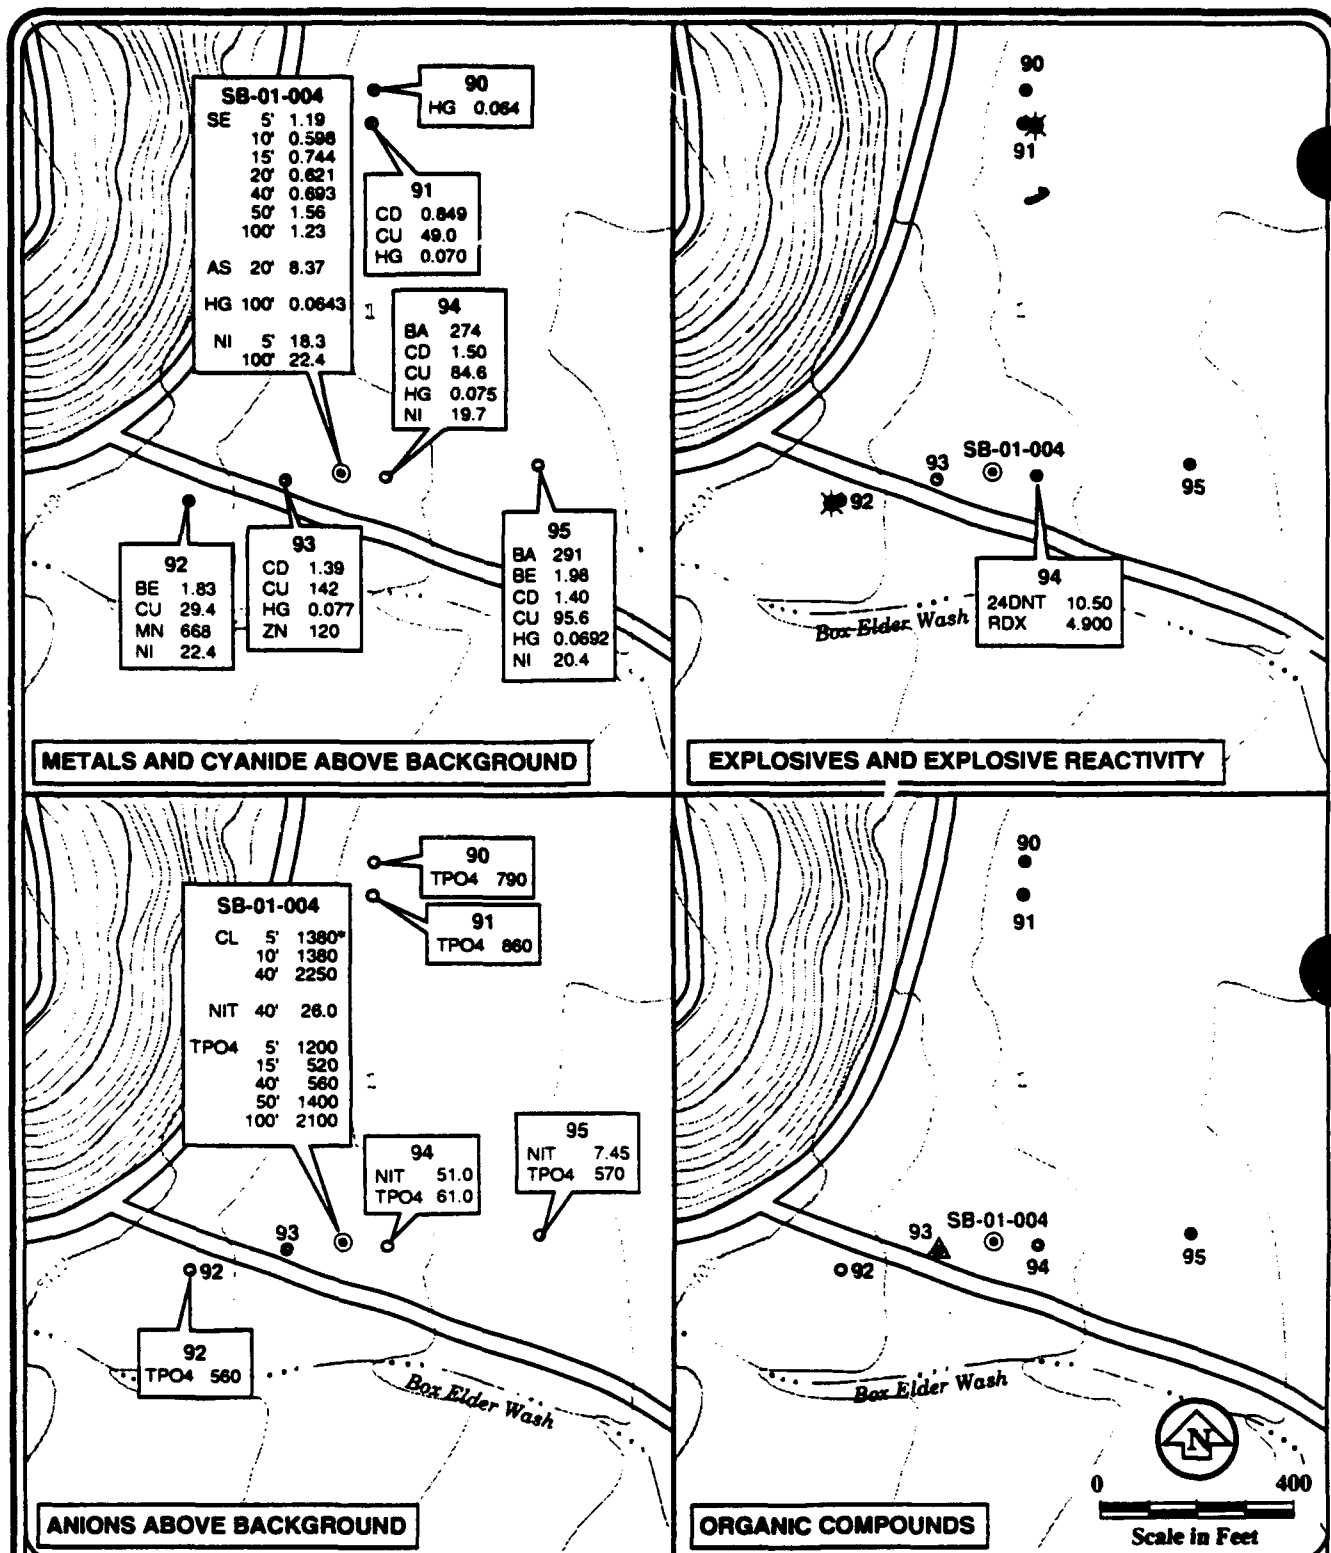 SB-01-004
SE 5' 1.19
10' 0.598
15' 0.744
20' 0.621
40' 0.693
50' 1.56
100' 1.23
AS 20' 8.37
HG 100' 0.0643
NI 5' 18.3
100' 22.4
90
HG 0.064
91
CD 0.849
CU 49.0
HG 0.070
1
94
BA 274
CD 1.50
CU 84.6
HG 0.075
NI 19.7
92
BE 1.83
CU 29.4
MN 668
NI 22.4
93
CD 1.39
CU 142
HG 0.077
ZN 120
95
BA 291
BE 1.98
CD 1.40
CU 95.6
HG 0.0692
NI 20.4
METALS AND CYANIDE ABOVE BACKGROUND
90
91
1
93
SB-01-004
92
95
94
24DNT 10.50
RDX 4.900
Box Elder Wash
EXPLOSIVES AND EXPLOSIVE REACTIVITY
90
TPO4 790
91
TPO4 860
SB-01-004
CL 5' 1380*
10' 1380
40' 2250
NIT 40' 26.0
TPO4 5' 1200
15' 520
40' 560
50' 1400
100' 2100
1
94
NIT 51.0
TPO4 61.0
95
NIT 7.45
TPO4 570
93
92
92
TPO4 560
Box Elder Wash
ANIONS ABOVE BACKGROUND
90
91
1
93
SB-01-004
94
95
92
Box Elder Wash
N
0 400
Scale in Feet
ORGANIC COMPOUNDS